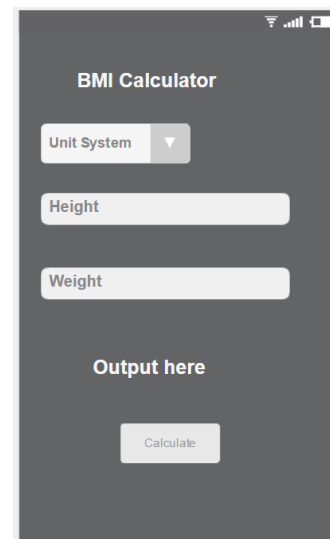 BMI Calculator
Unit System
Height
Weight
Output here
Calculate